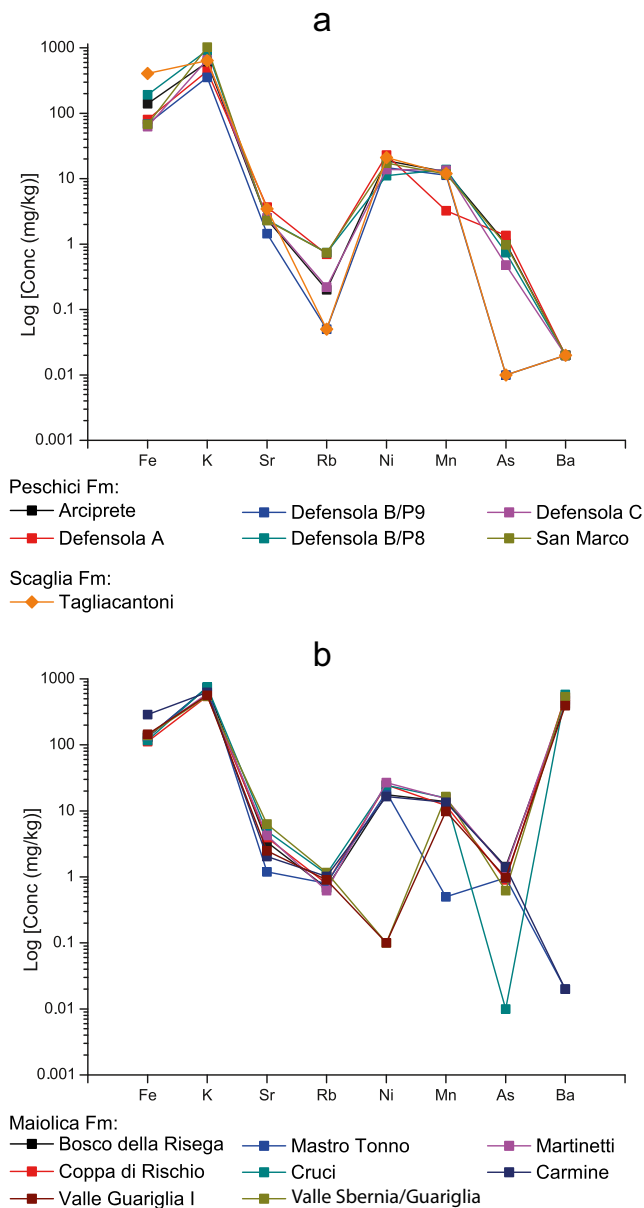 a
1000
100
10
1
0.1
0.01
0.001
Log [Conc (mg/kg)]
Fe K Sr Rb Ni Mn As Ba
Peschici Fm:
Arciprete Defensola B/P9 Defensola C
Defensola A Defensola B/P8 San Marco
Scaglia Fm:
Tagliacantoni
b
1000
100
10
1
0.1
0.01
0.001
Log [Conc (mg/kg)]
Fe K Sr Rb Ni Mn As Ba
Maiolica Fm:
Bosco della Risega Mastro Tonno Martinetti
Coppa di Rischio Cruci Carmine
Valle Guariglia I Valle Sbernia/Guariglia